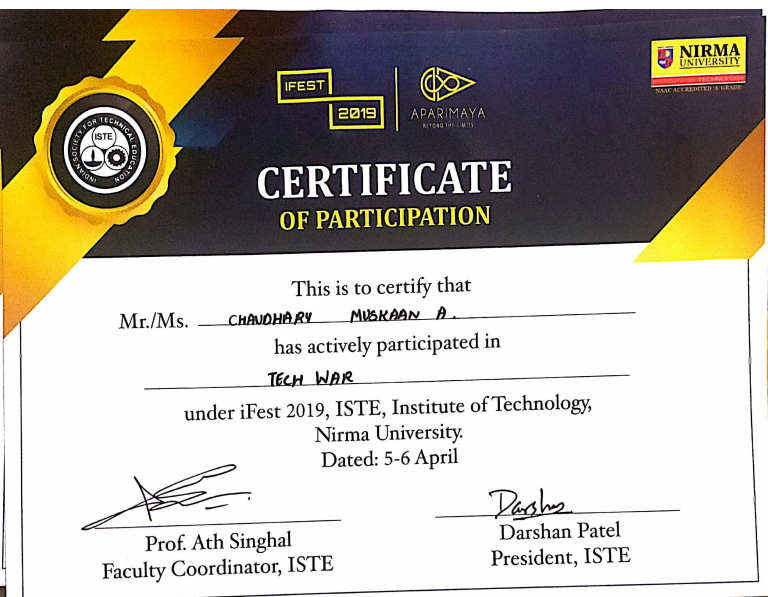 IFEST
2019
APARIMAYA
BEYOND THE LIMITS
NIRMA
UNIVERSITY
INSTITUTE OF TECHNOLOGY
NAAC ACCREDITED 'A' GRADE
INDIAN SOCIETY FOR TECHNICAL EDUCATION
ISTE
CERTIFICATE
OF PARTICIPATION
This is to certify that
Mr./Ms. CHAUDHARY MUSKAAN A.
has actively participated in
TECH WAR
under iFest 2019, ISTE, Institute of Technology,
Nirma University.
Dated: 5-6 April
Darshan
Prof. Ath Singhal
Faculty Coordinator, ISTE
Darshan Patel
President, ISTE